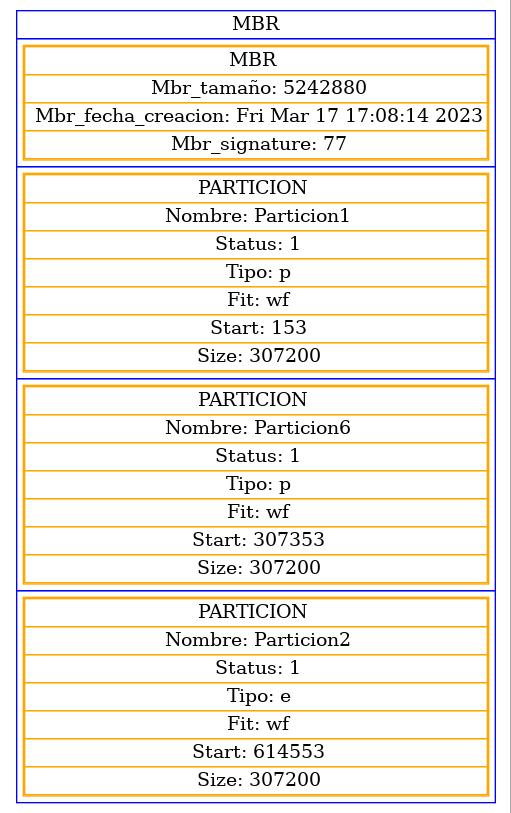 MBR
MBR
Mbr_tamaño: 5242880
Mbr_fecha_creacion: Fri Mar 17 17:08:14 2023
Mbr_signature: 77
PARTICION
Nombre: Particion1
Status: 1
Tipo: p
Fit: wf
Start: 153
Size: 307200
PARTICION
Nombre: Particion6
Status: 1
Tipo: p
Fit: wf
Start: 307353
Size: 307200
PARTICION
Nombre: Particion2
Status: 1
Tipo: e
Fit: wf
Start: 614553
Size: 307200